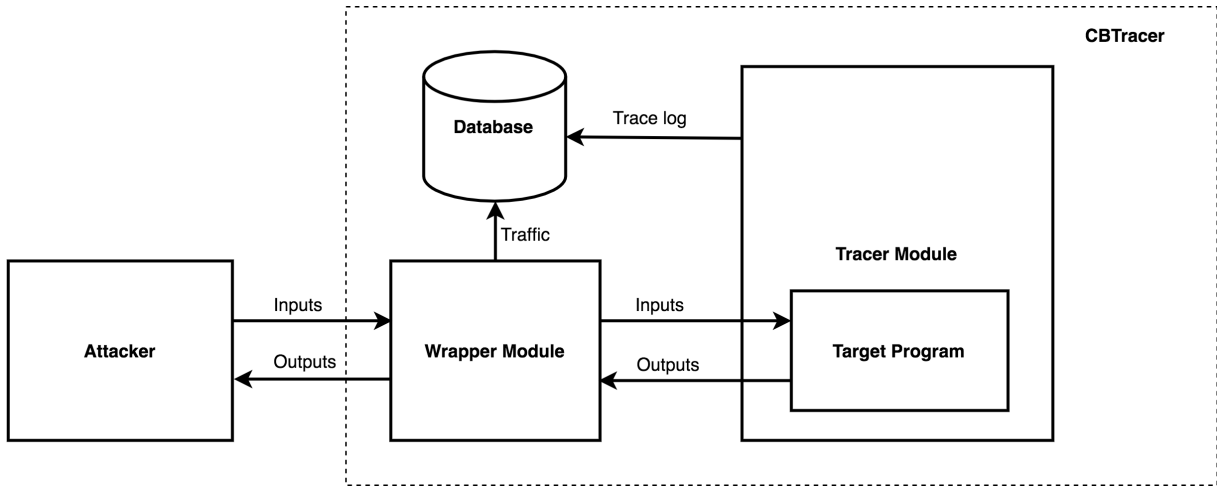 CBTracer
Database
Trace log
Traffic
Tracer Module
Attacker
Inputs
Outputs
Wrapper Module
Inputs
Outputs
Target Program